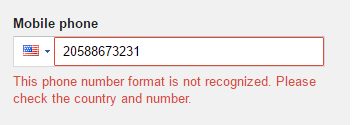 Mobile phone
20588673231
This phone number format is not recognized. Please
check the country and number.